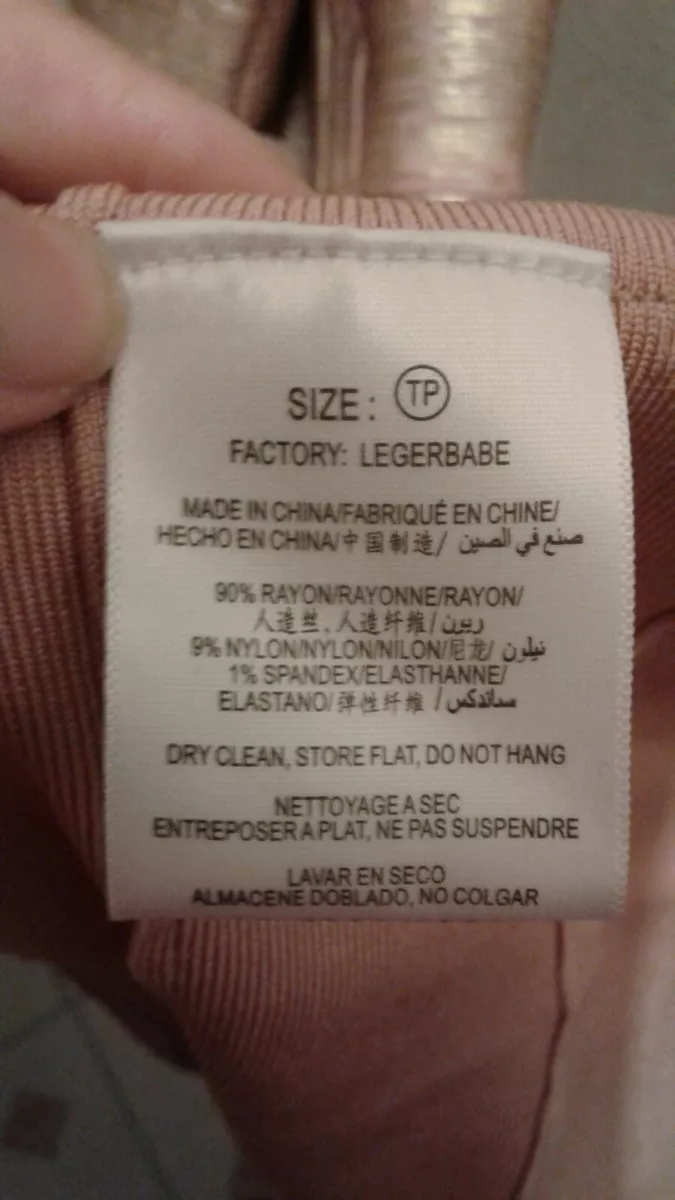 SIZE : TP
FACTORY: LEGERBABE
MADE IN CHINA/FABRIQUÉ EN CHINE/
HECHO EN CHINA/中国制造/ صنع في الصين
90% RAYON/RAYONNE/RAYON/
人造丝, 人造纤维/ ريون
9% NYLON/NYLON/NILON/尼龙/ نيلون
1% SPANDEX/ELASTHANNE/
ELASTANO/ 弹性纤维 / ساندكس
DRY CLEAN, STORE FLAT, DO NOT HANG
NETTOYAGE A SEC
ENTREPOSER A PLAT, NE PAS SUSPENDRE
LAVAR EN SECO
ALMACENE DOBLADO, NO COLGAR